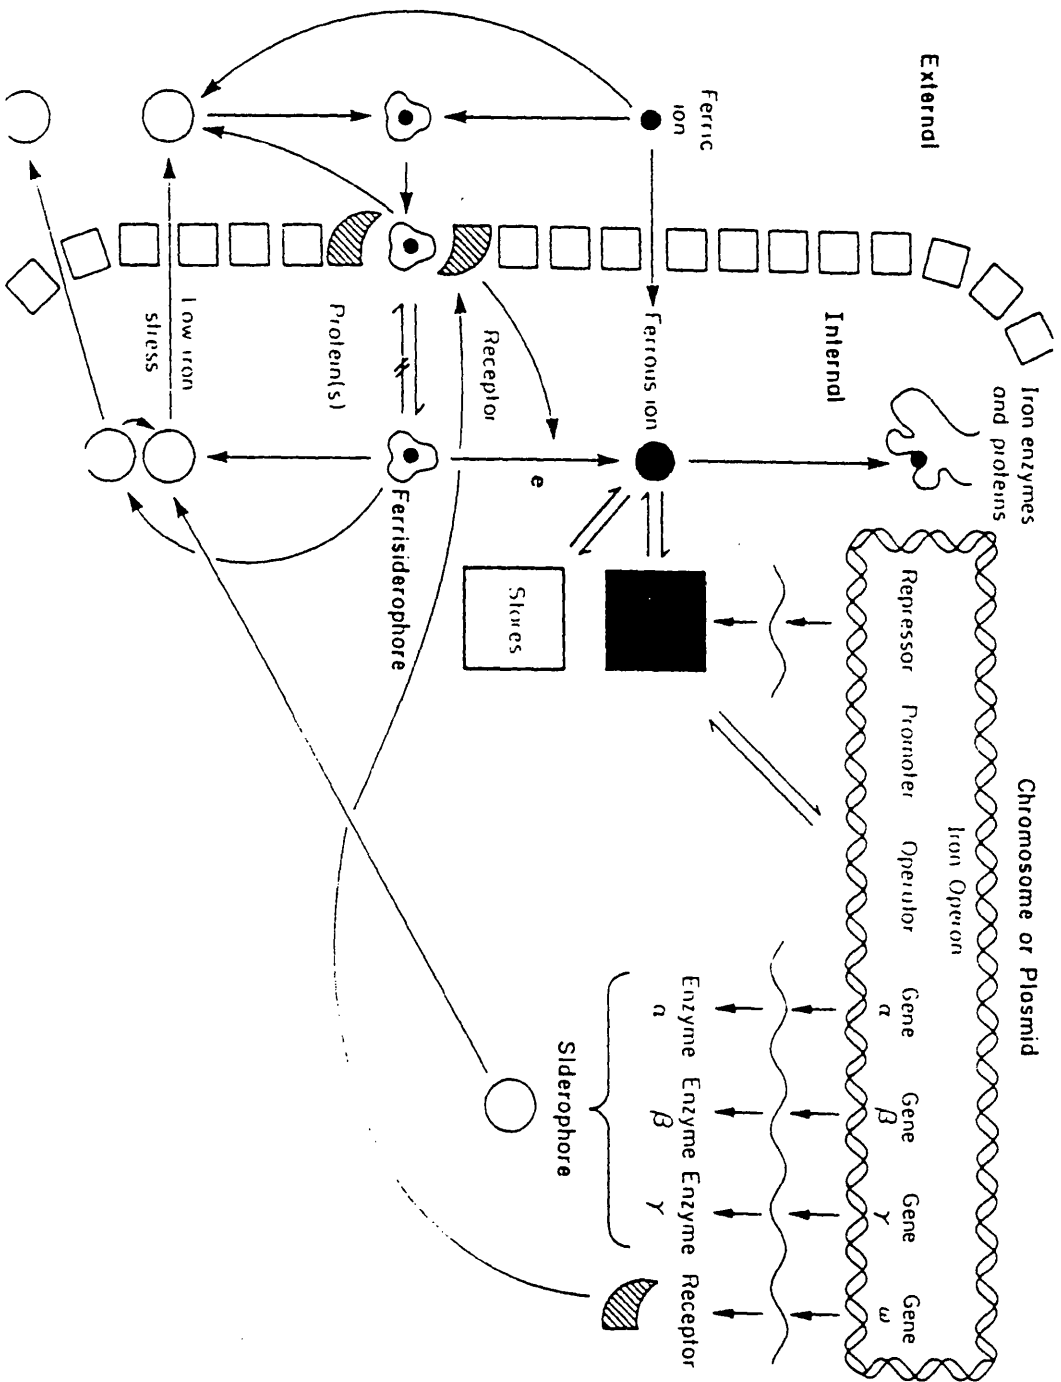 Chromosome or Plasmid
Iron Operon
Repressor Promoter Operator Gene Gene Gene Gene
α β γ ω
Iron enzymes
and proteins
Enzyme Enzyme Enzyme Receptor
α β γ
Siderophore
External
Internal
Ferric
ion
Ferrous ion
Stores
e
Receptor
Ferrisiderophore
Protein(s)
Low iron
stress